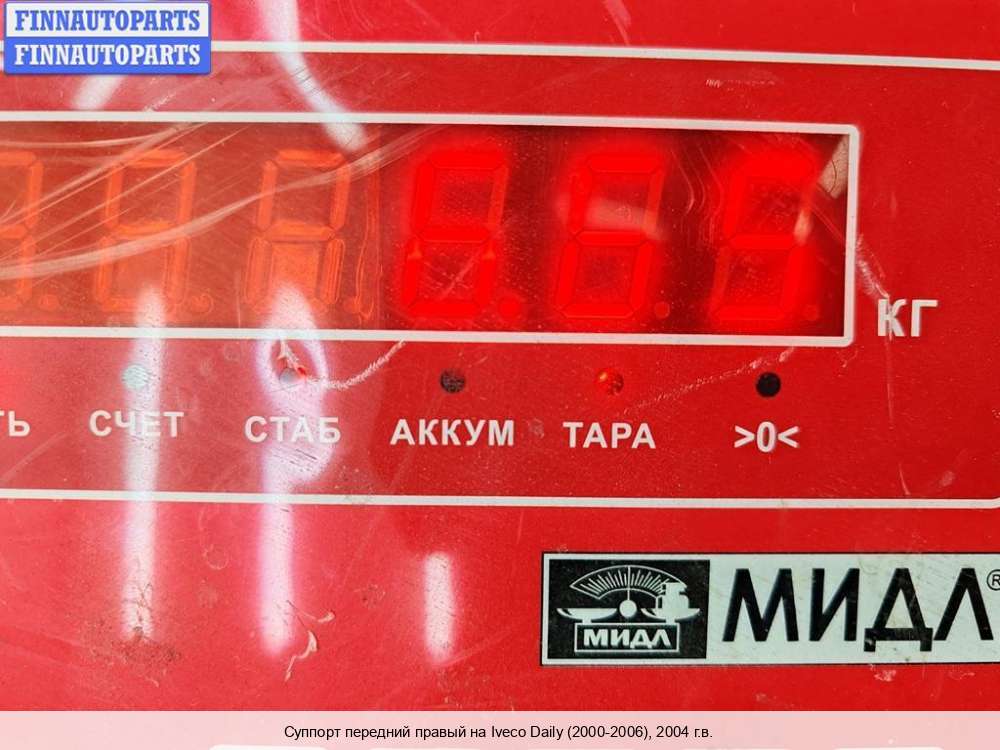 FINNAUTOPARTS
FINNAUTOPARTS
КГ
СЧЕТ СТАБ АККУМ ТАРА >0<
МИДЛ МИДЛ®
Суппорт передний правый на Iveco Daily (2000-2006), 2004 г.в.